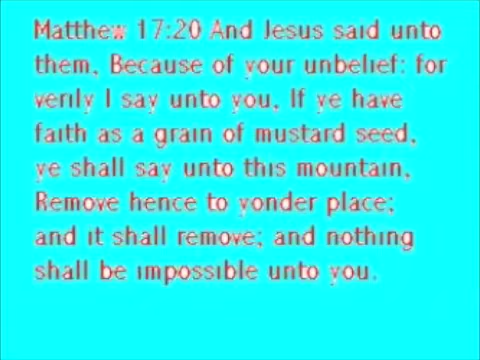 Matthew 17:20 And Jesus said unto
them, Because of your unbelief: for
verily I say unto you, If ye have
faith as a grain of mustard seed,
ye shall say unto this mountain,
Remove hence to yonder place;
and it shall remove; and nothing
shall be impossible unto you.